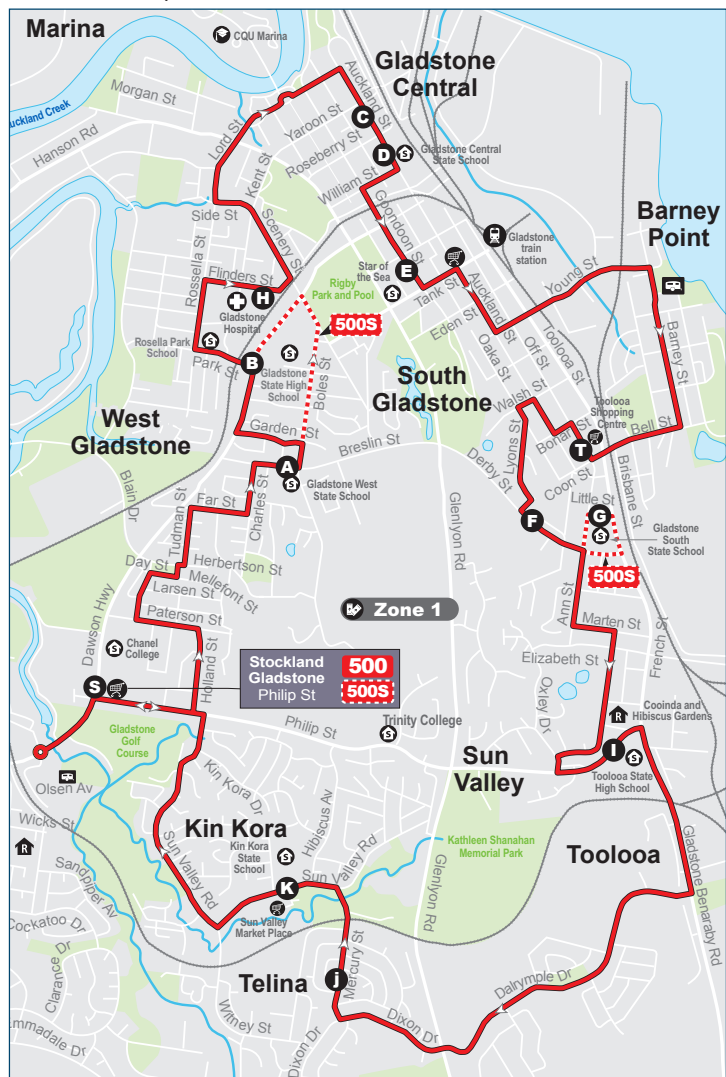 Marina
CQU Marina
Gladstone
Central
Auckland Creek
Morgan St
Hanson Rd
Lord St
Auckland St
Yaroon St
Roseberry St
C
D
Gladstone Central
State School
Kent St
William St
Side St
Scenery St
Goondoon St
Barney
Point
Gladstone
train
station
Rossella St
Flinders St
H
Gladstone
Hospital
Star of
the Sea
E
Rigby
Park and Pool
Tank St
Auckland St
Young St
500S
Eden St
Off St
Toolooa St
Barney St
Rosella Park
School
Park St
B
Gladstone
State High
School
Boles St
South
Gladstone
Oaka St
Walsh St
Toolooa
Shopping
Centre
West
Gladstone
Garden St
Breslin St
Lyons St
Bonar St
T
Bell St
A
Gladstone West
State School
Derby St
Coon St
Brisbane St
Blain Dr
Tudman St
Far St
Charles St
Glenlyon Rd
F
Little St
G
Gladstone
South
State School
500S
Day St
Herbertson St
Mellefont St
Larsen St
Dawson Hwy
Paterson St
Zone 1
Ann St
Marten St
French St
Chanel
College
Holland St
Stockland
Gladstone
Philip St
500
500S
Elizabeth St
Oxley Dr
Cooinda and
Hibiscus Gardens
R
S
Gladstone
Golf
Course
Philip St
Trinity College
Sun
Valley
I
Toolooa State
High School
Olsen Av
Kin Kora Dr
Wicks St
Kin Kora
Hibiscus Av
Kin Kora
State
School
Sun Valley Rd
Kathleen Shanahan
Memorial Park
Toolooa
Gladstone Benaraby Rd
R
Sandpiper Av
Sun Valley Rd
K
Sun Valley
Market Place
Glenlyon Rd
Cockatoo Dr
Clarance Dr
Telina
j
Mercury St
Dalrymple Dr
Witney St
Dixon Dr
Dixon Dr
Emmadale Dr